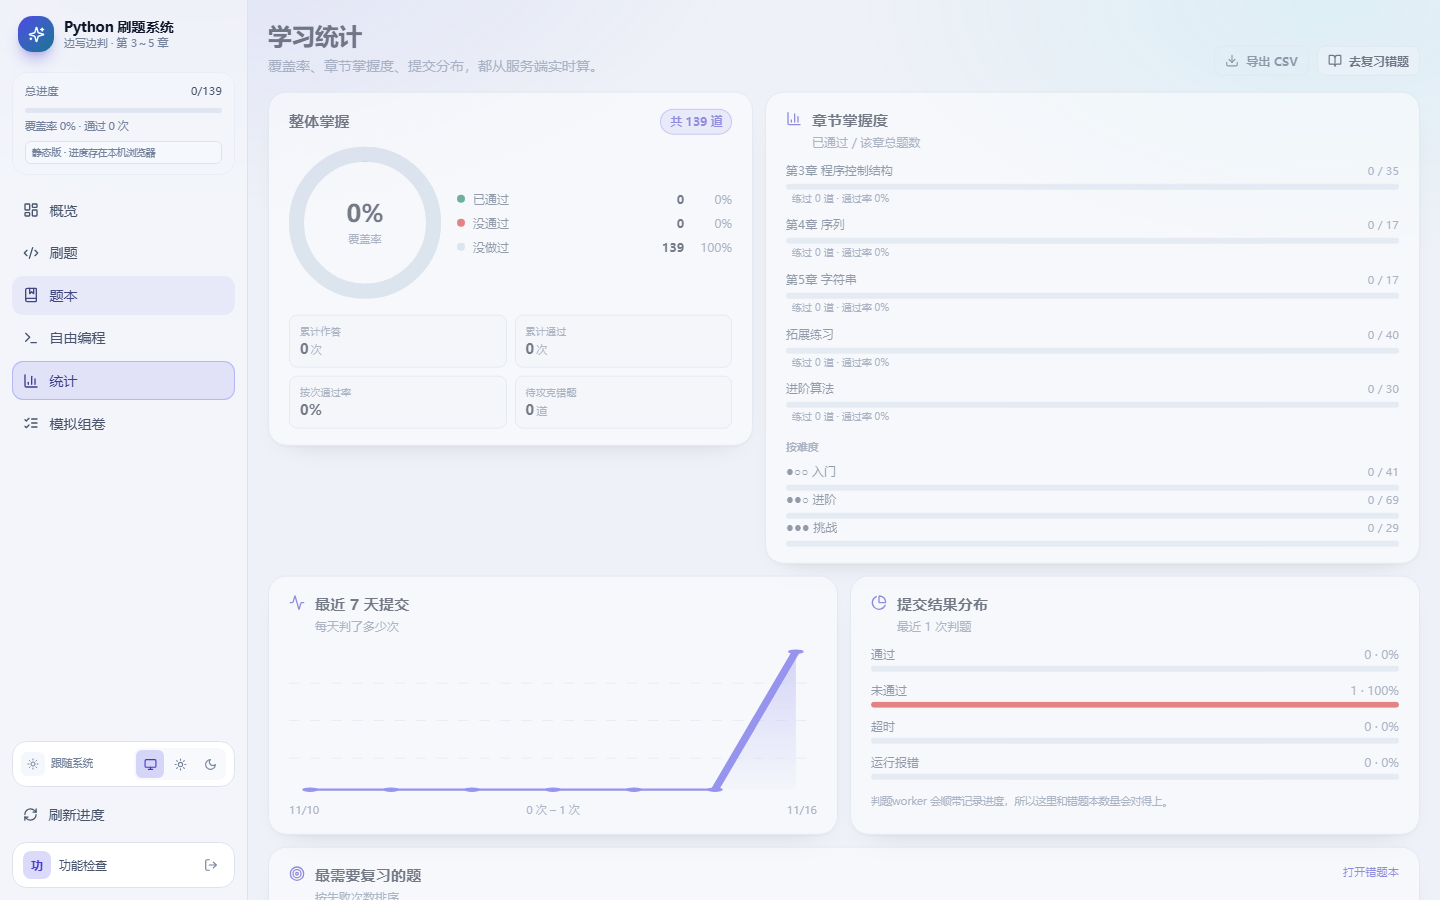 Python 刷题系统
边写边判 · 第 3～5 章
总进度 0/139
覆盖率 0% · 通过 0 次
静态版 · 进度存在本机浏览器
概览
刷题
题本
自由编程
统计
模拟组卷
跟随系统
刷新进度
功 功能检查
学习统计
覆盖率、章节掌握度、提交分布，都从服务端实时算。
导出 CSV
去复习错题
整体掌握
共 139 道
0%
覆盖率
已通过 0 0%
没通过 0 0%
没做过 139 100%
累计作答
0 次
累计通过
0 次
按次通过率
0%
待攻克错题
0 道
章节掌握度
已通过 / 该章总题数
第3章 程序控制结构 0 / 35
练过 0 道 · 通过率 0%
第4章 序列 0 / 17
练过 0 道 · 通过率 0%
第5章 字符串 0 / 17
练过 0 道 · 通过率 0%
拓展练习 0 / 40
练过 0 道 · 通过率 0%
进阶算法 0 / 30
练过 0 道 · 通过率 0%
按难度
●○○ 入门 0 / 41
●●○ 进阶 0 / 69
●●● 挑战 0 / 29
最近 7 天提交
每天判了多少次
11/10 0 次 – 1 次 11/16
提交结果分布
最近 1 次判题
通过 0 · 0%
未通过 1 · 100%
超时 0 · 0%
运行报错 0 · 0%
判题worker 会顺带记录进度，所以这里和错题本数量会对得上。
最需要复习的题
打开错题本
按失败次数排序